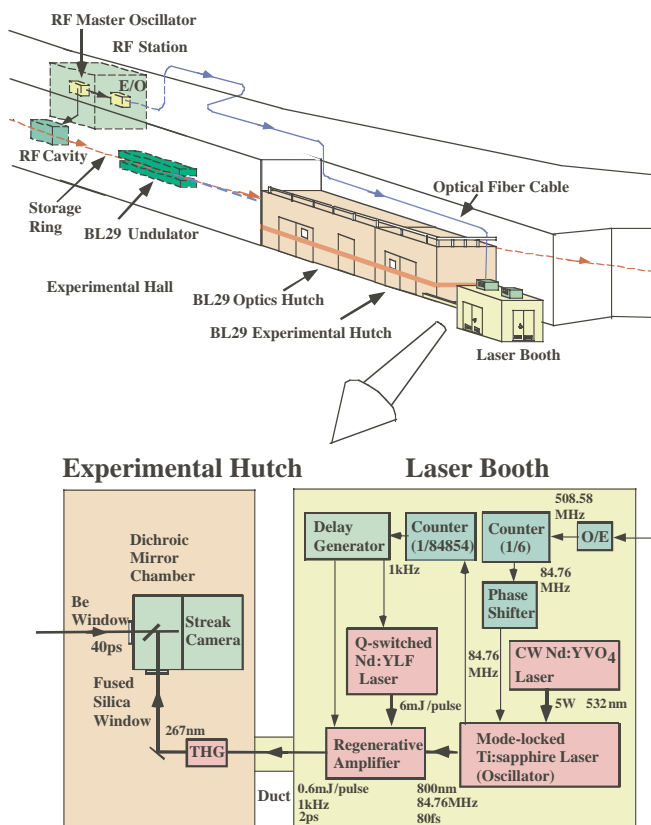 RF Master Oscillator
RF Station
E/O
RF Cavity
Storage
Ring
BL29 Undulator
Optical Fiber Cable
Experimental Hall
BL29 Optics Hutch
BL29 Experimental Hutch
Laser Booth
Experimental Hutch
Laser Booth
Dichroic
Mirror
Chamber
Be
Window
40ps
Streak
Camera
Fused
Silica
Window
267nm
THG
Duct
Delay
Generator
Counter
(1/84854)
1kHz
Counter
(1/6)
508.58
MHz
O/E
84.76
MHz
Phase
Shifter
Q-switched
Nd:YLF
Laser
84.76
MHz
CW Nd:YVO4
Laser
6mJ/pulse
5W 532nm
Regenerative
Amplifier
Mode-locked
Ti:sapphire Laser
(Oscillator)
0.6mJ/pulse
1kHz
2ps
800nm
84.76MHz
80fs